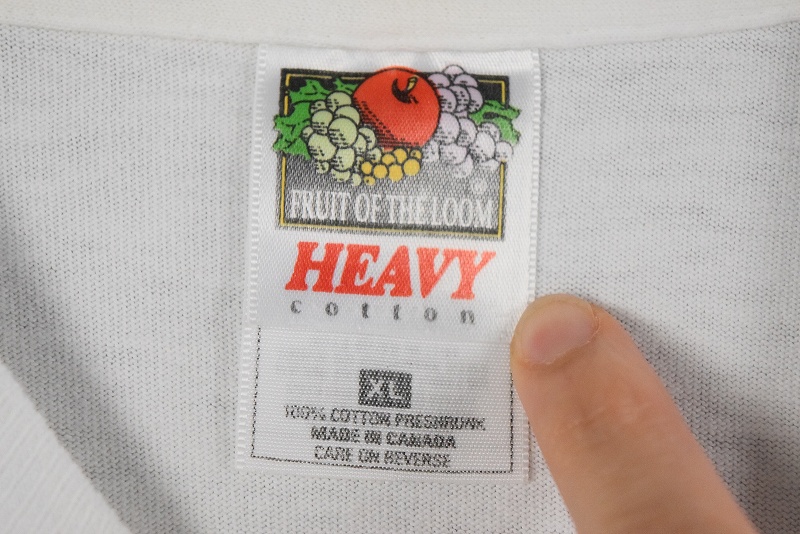 FRUIT OF THE LOOM
HEAVY
cotton
XL
100% COTTON PRESHRUNK
MADE IN CANADA
CARE ON REVERSE